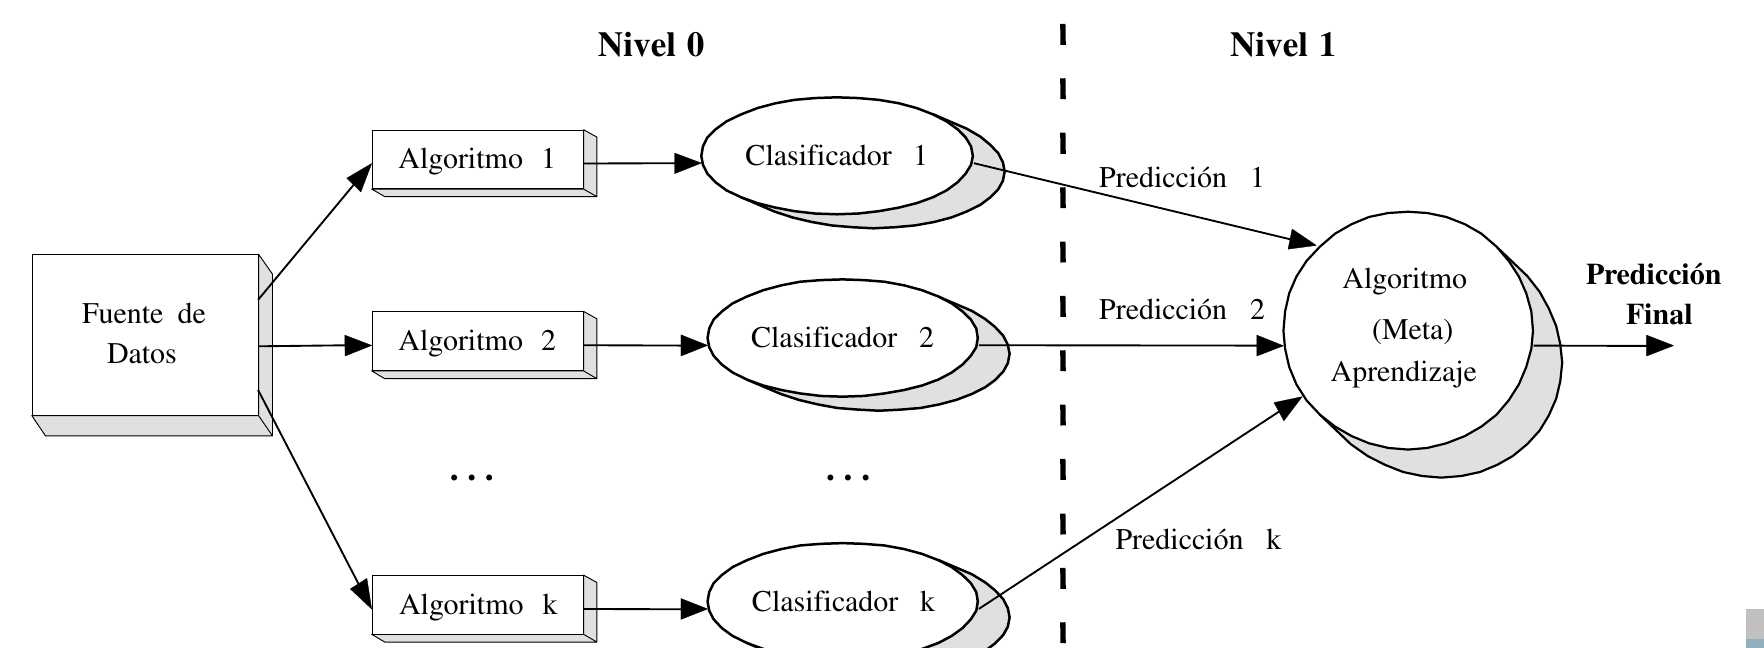 Nivel 0
Nivel 1
Algoritmo 1
Clasificador 1
Predicción 1
Fuente de
Datos
Algoritmo 2
Clasificador 2
Predicción 2
Algoritmo
(Meta)
Aprendizaje
Predicción
Final
...
...
Predicción k
Algoritmo k
Clasificador k